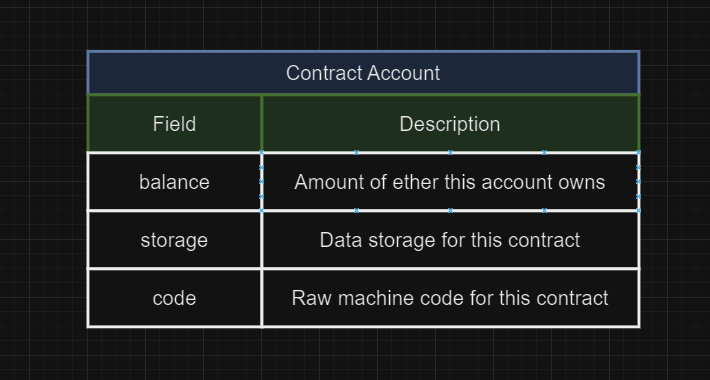 Contract Account
Field Description
balance Amount of ether this account owns
storage Data storage for this contract
code Raw machine code for this contract